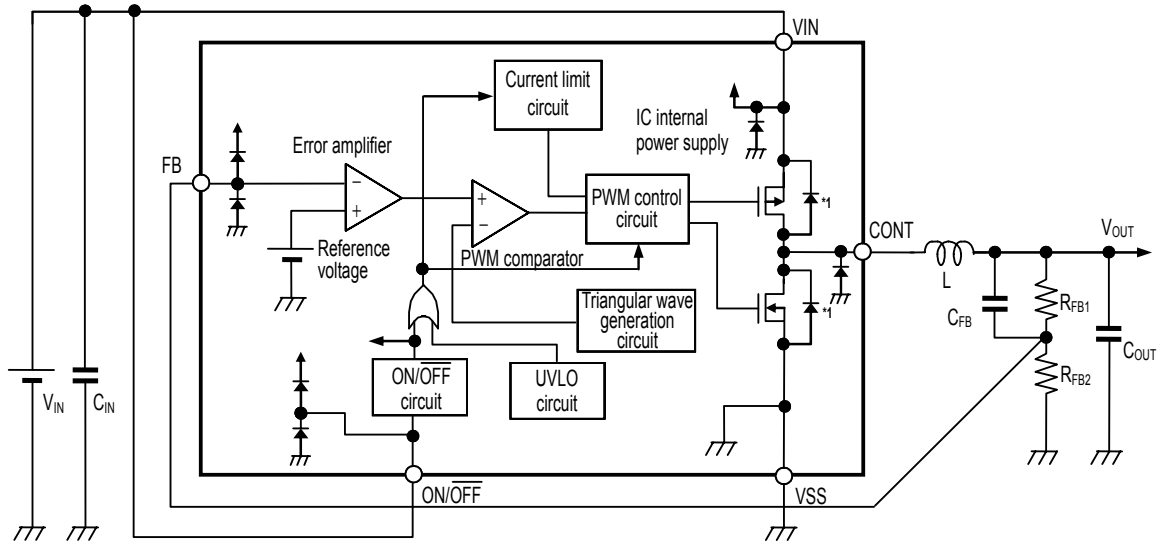 VIN
Current limit
circuit
IC internal
power supply
Error amplifier
FB
−
+
+
−
PWM control
circuit
*1
CONT
VOUT
Reference
voltage
PWM comparator
L
RFB1
CFB
Triangular wave
generation
circuit
*1
COUT
RFB2
ON/OFF
circuit
UVLO
circuit
VIN
CIN
ON/OFF
VSS